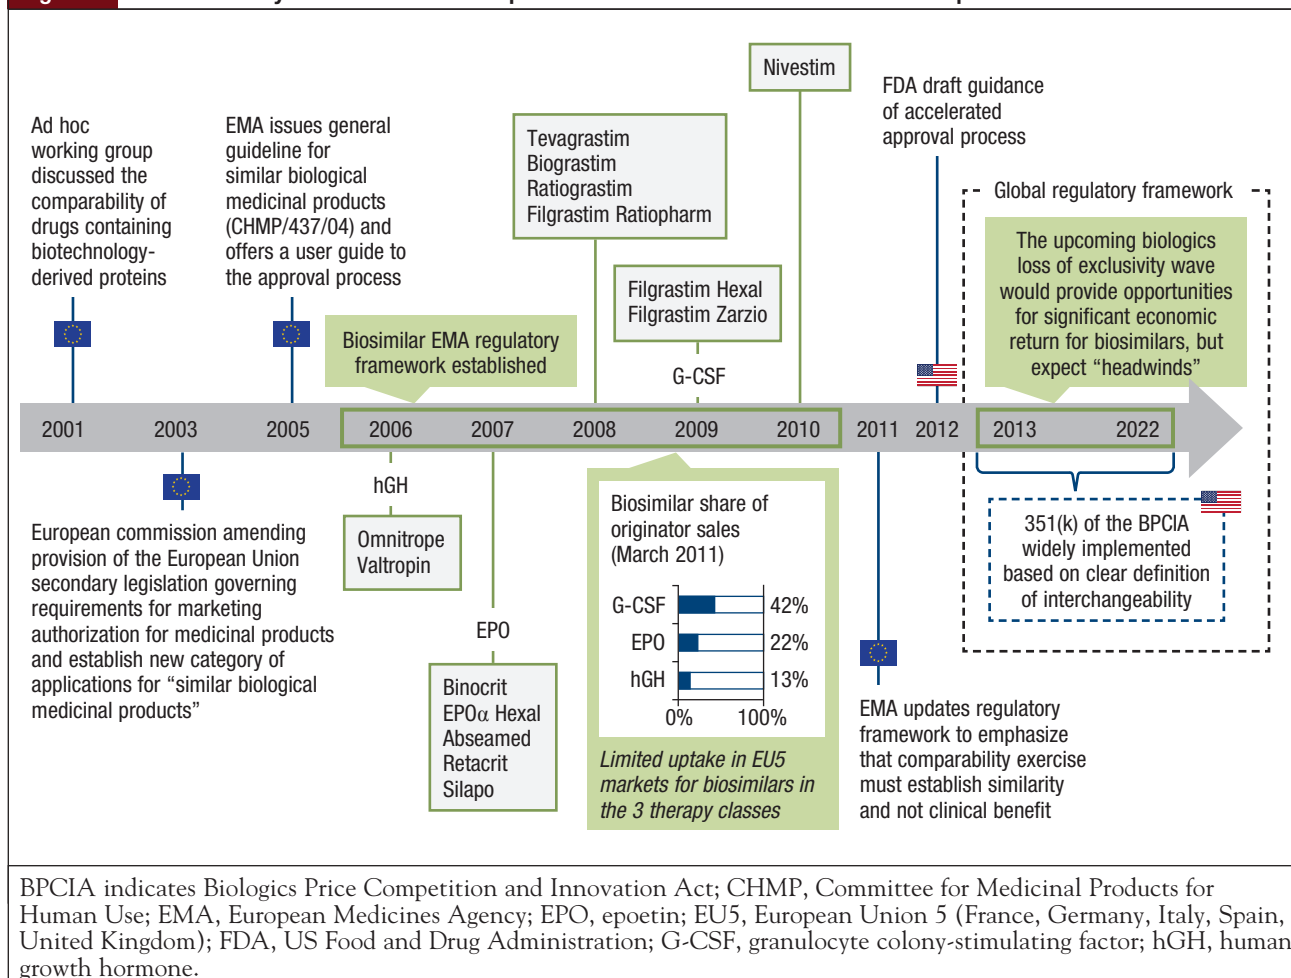 Nivestim
FDA draft guidance
of accelerated
approval process
Ad hoc
working group
discussed the
comparability of
drugs containing
biotechnology-
derived proteins
EMA issues general
guideline for
similar biological
medicinal products
(CHMP/437/04) and
offers a user guide to
the approval process
Tevagrastim
Biograstim
Ratiograstim
Filgrastim Ratiopharm
Global regulatory framework
The upcoming biologics
loss of exclusivity wave
would provide opportunities
for significant economic
return for biosimilars, but
expect “headwinds”
Filgrastim Hexal
Filgrastim Zarzio
G-CSF
Biosimilar EMA regulatory
framework established
2001 2003 2005 2006 2007 2008 2009 2010 2011 2012 2013 2022
European commission amending
provision of the European Union
secondary legislation governing
requirements for marketing
authorization for medicinal products
and establish new category of
applications for “similar biological
medicinal products”
hGH
Omnitrope
Valtropin
EPO
Binocrit
EPOα Hexal
Abseamed
Retacrit
Silapo
Biosimilar share of
originator sales
(March 2011)
G-CSF 42%
EPO 22%
hGH 13%
0% 100%
Limited uptake in EU5
markets for biosimilars in
the 3 therapy classes
EMA updates regulatory
framework to emphasize
that comparability exercise
must establish similarity
and not clinical benefit
351(k) of the BPCIA
widely implemented
based on clear definition
of interchangeability
BPCIA indicates Biologics Price Competition and Innovation Act; CHMP, Committee for Medicinal Products for
Human Use; EMA, European Medicines Agency; EPO, epoetin; EU5, European Union 5 (France, Germany, Italy, Spain,
United Kingdom); FDA, US Food and Drug Administration; G-CSF, granulocyte colony-stimulating factor; hGH, human
growth hormone.